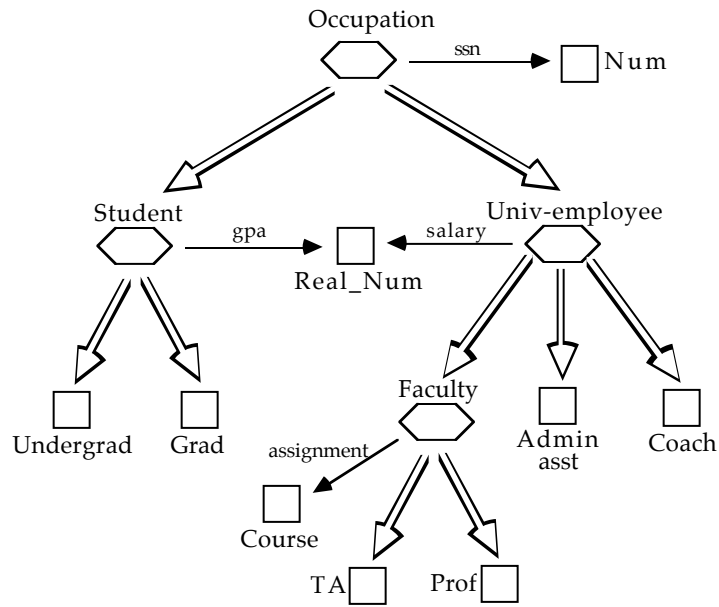 Occupation
ssn
Num
Student
Univ-employee
gpa
salary
Real_Num
Faculty
Undergrad
Grad
Admin
asst
Coach
assignment
Course
TA
Prof